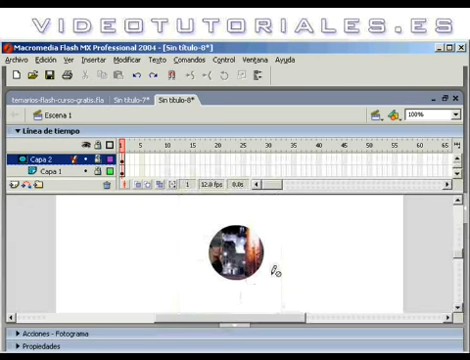 VIDEOTUTORIALES.ES
Macromedia Flash MX Professional 2004 - [Sin título-8*]
Archivo Edición Ver Insertar Modificar Texto Comandos Control Ventana Ayuda
temarios-flash-curso-gratis.fla Sin título-7* Sin título-8*
Escena 1 100%
Línea de tiempo
1 5 10 15 20 25 30 35 40 45 50 55 60 65
Capa 2
Capa 1
1 12.0 fps 0.0s
Acciones - Fotograma
Propiedades